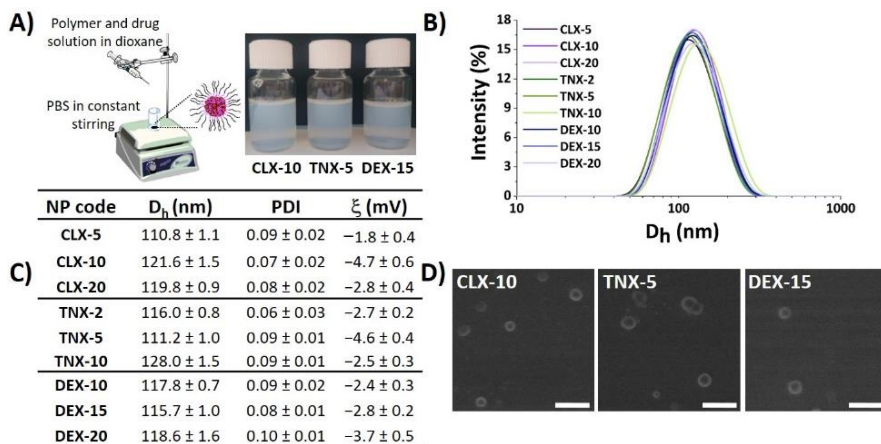 A)
Polymer and drug
solution in dioxane
PBS in constant
stirring
CLX-10 TNX-5 DEX-15
B)
Intensity (%)
18
15
12
9
6
3
0
CLX-5
CLX-10
CLX-20
TNX-2
TNX-5
TNX-10
DEX-10
DEX-15
DEX-20
10 100 1000
Dh (nm)
C)
NP code Dh (nm) PDI ξ (mV)
CLX-5 110.8 ± 1.1 0.09 ± 0.02 −1.8 ± 0.4
CLX-10 121.6 ± 1.5 0.07 ± 0.02 −4.7 ± 0.6
CLX-20 119.8 ± 0.9 0.08 ± 0.02 −2.8 ± 0.4
TNX-2 116.0 ± 0.8 0.06 ± 0.03 −2.7 ± 0.2
TNX-5 111.2 ± 1.0 0.09 ± 0.01 −4.6 ± 0.4
TNX-10 128.0 ± 1.5 0.09 ± 0.01 −2.5 ± 0.3
DEX-10 117.8 ± 0.7 0.09 ± 0.02 −2.4 ± 0.3
DEX-15 115.7 ± 1.0 0.08 ± 0.01 −2.8 ± 0.2
DEX-20 118.6 ± 1.6 0.10 ± 0.01 −3.7 ± 0.5
D)
CLX-10 TNX-5 DEX-15